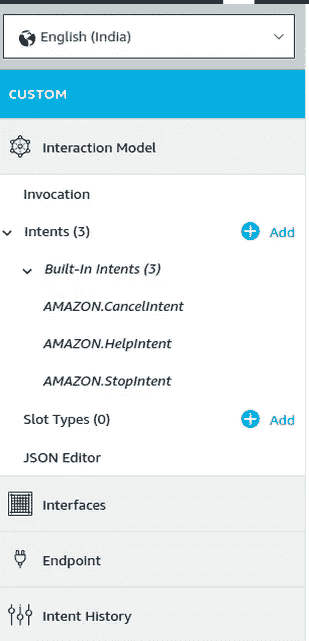 English (India)
CUSTOM
Interaction Model
Invocation
Intents (3)
Add
Built-In Intents (3)
AMAZON.CancelIntent
AMAZON.HelpIntent
AMAZON.StopIntent
Slot Types (0)
Add
JSON Editor
Interfaces
Endpoint
Intent History